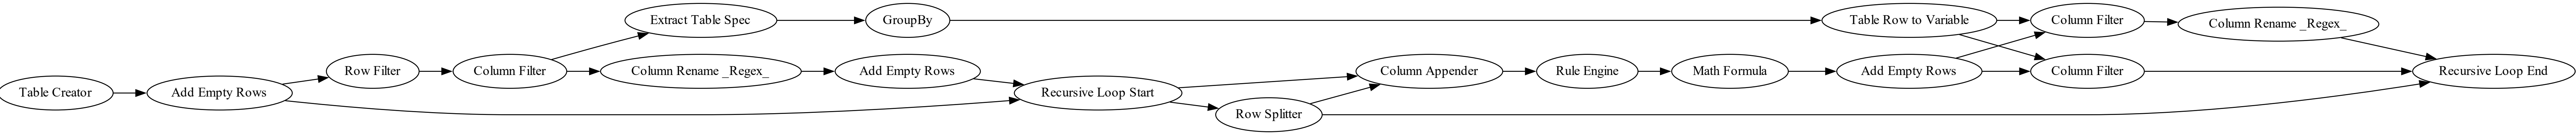 Extract Table Spec
GroupBy
Table Row to Variable
Column Filter
Column Rename _Regex_
Row Filter
Column Filter
Column Rename _Regex_
Add Empty Rows
Column Appender
Rule Engine
Math Formula
Add Empty Rows
Column Filter
Recursive Loop End
Table Creator
Add Empty Rows
Recursive Loop Start
Row Splitter